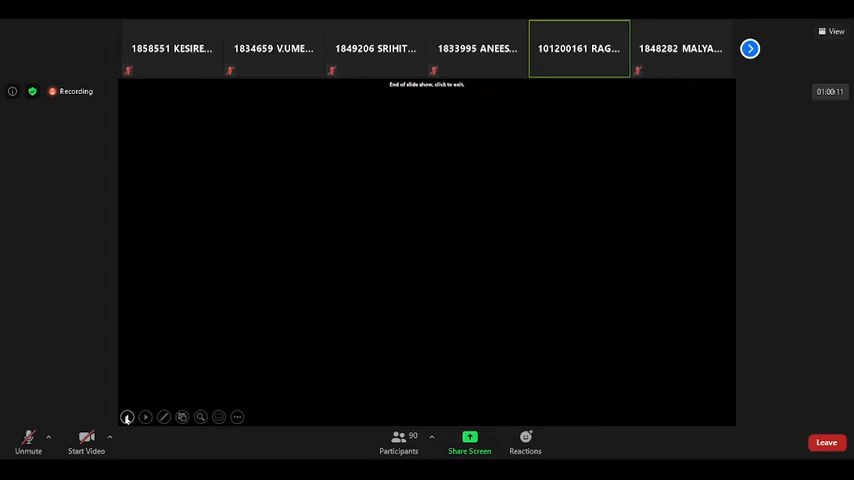 View
1858551 KESIRE...
1834659 V.UME...
1849206 SRIHIT...
1833995 ANEES...
101200161 RAG...
1848282 MALYA...
Recording
01:00:11
End of slide show, click to exit.
Unmute
Start Video
90
Participants
Share Screen
Reactions
Leave